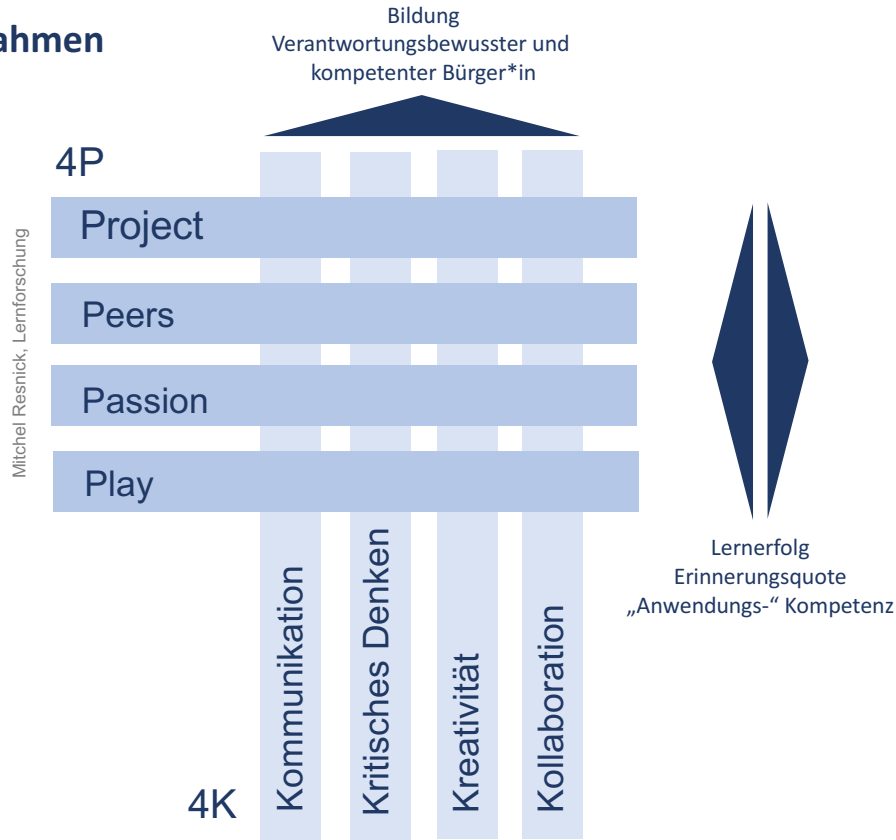 ahmen
Bildung
Verantwortungsbewusster und
kompetenter Bürger*in
4P
Project
Peers
Passion
Play
Mitchel Resnick, Lernforschung
Lernerfolg
Erinnerungsquote
„Anwendungs-“ Kompetenz
4K
Kommunikation
Kritisches Denken
Kreativität
Kollaboration